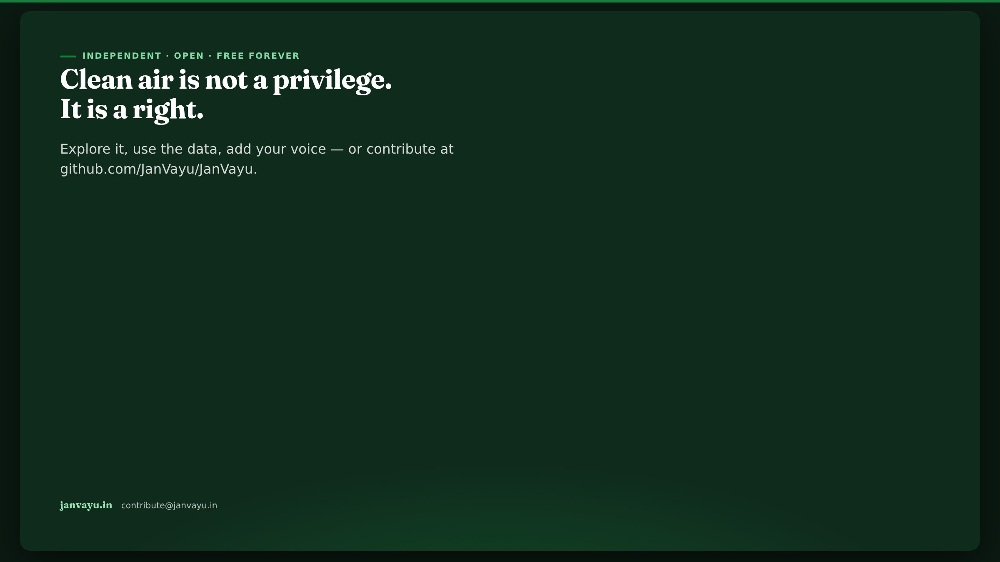 INDEPENDENT · OPEN · FREE FOREVER
Clean air is not a privilege.
It is a right.
Explore it, use the data, add your voice — or contribute at
github.com/JanVayu/JanVayu.
janvayu.in contribute@janvayu.in